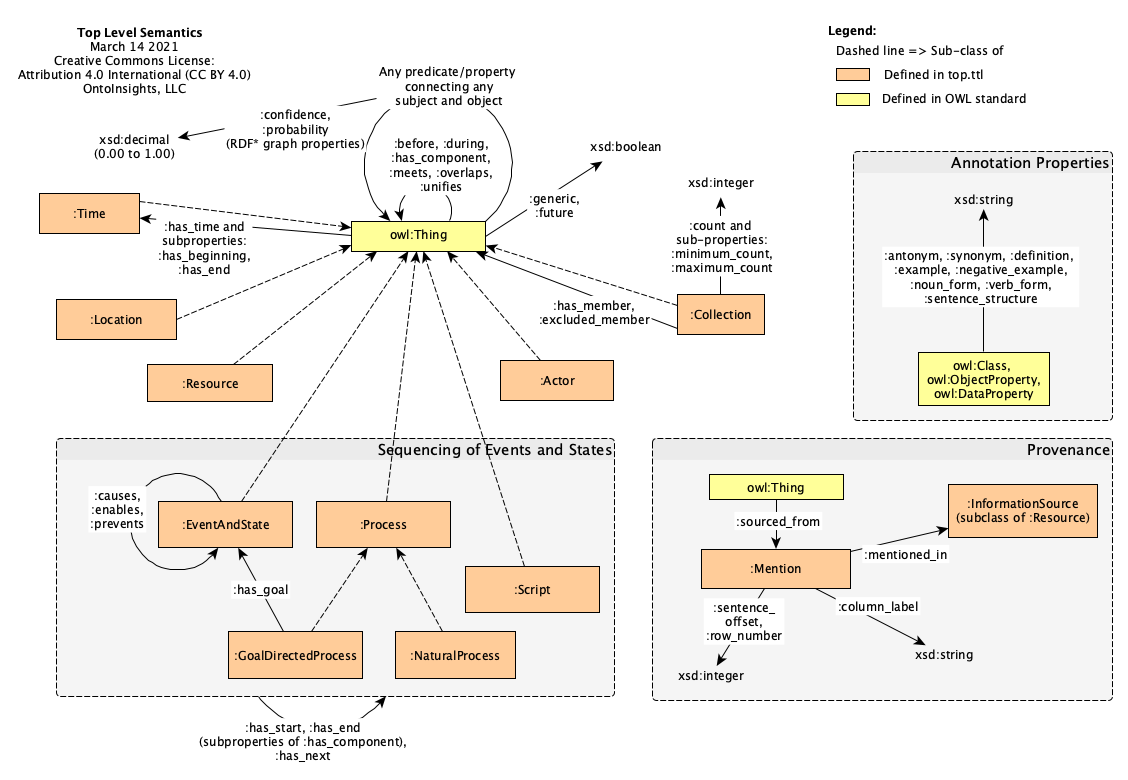 Top Level Semantics
March 14 2021
Creative Commons License:
Attribution 4.0 International (CC BY 4.0)
OntoInsights, LLC
Legend:
Dashed line => Sub-class of
Defined in top.ttl
Defined in OWL standard
Any predicate/property
connecting any
subject and object
:confidence,
:probability
(RDF* graph properties)
xsd:decimal
(0.00 to 1.00)
:before, :during,
:has_component,
:meets, :overlaps,
:unifies
xsd:boolean
:generic,
:future
xsd:integer
:count and
sub-properties:
:minimum_count,
:maximum_count
:Time
:has_time and
subproperties:
:has_beginning,
:has_end
owl:Thing
:has_member,
:excluded_member
:Collection
:Location
:Resource
:Actor
Annotation Properties
xsd:string
:antonym, :synonym, :definition,
:example, :negative_example,
:noun_form, :verb_form,
:sentence_structure
owl:Class,
owl:ObjectProperty,
owl:DataProperty
Sequencing of Events and States
:causes,
:enables,
:prevents
:EventAndState
:Process
:Script
:has_goal
:GoalDirectedProcess
:NaturalProcess
:has_start, :has_end
(subproperties of :has_component),
:has_next
Provenance
owl:Thing
:sourced_from
:InformationSource
(subclass of :Resource)
:mentioned_in
:Mention
:sentence_
offset,
:row_number
:column_label
xsd:string
xsd:integer